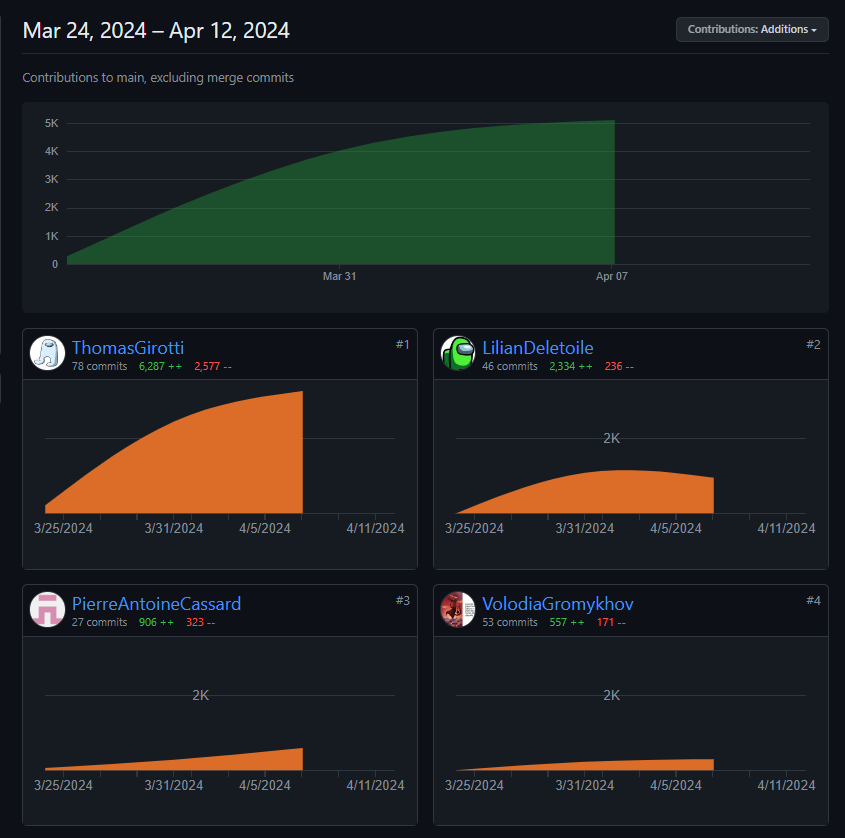 Mar 24, 2024 – Apr 12, 2024
Contributions: Additions
Contributions to main, excluding merge commits
5K
4K
3K
2K
1K
0
Mar 31
Apr 07
ThomasGirotti
#1
78 commits 6,287 ++ 2,577 --
3/25/2024 3/31/2024 4/5/2024 4/11/2024
LilianDeletoile
#2
46 commits 2,334 ++ 236 --
2K
3/25/2024 3/31/2024 4/5/2024 4/11/2024
PierreAntoineCassard
#3
27 commits 906 ++ 323 --
2K
3/25/2024 3/31/2024 4/5/2024 4/11/2024
VolodiaGromykhov
#4
53 commits 557 ++ 171 --
2K
3/25/2024 3/31/2024 4/5/2024 4/11/2024